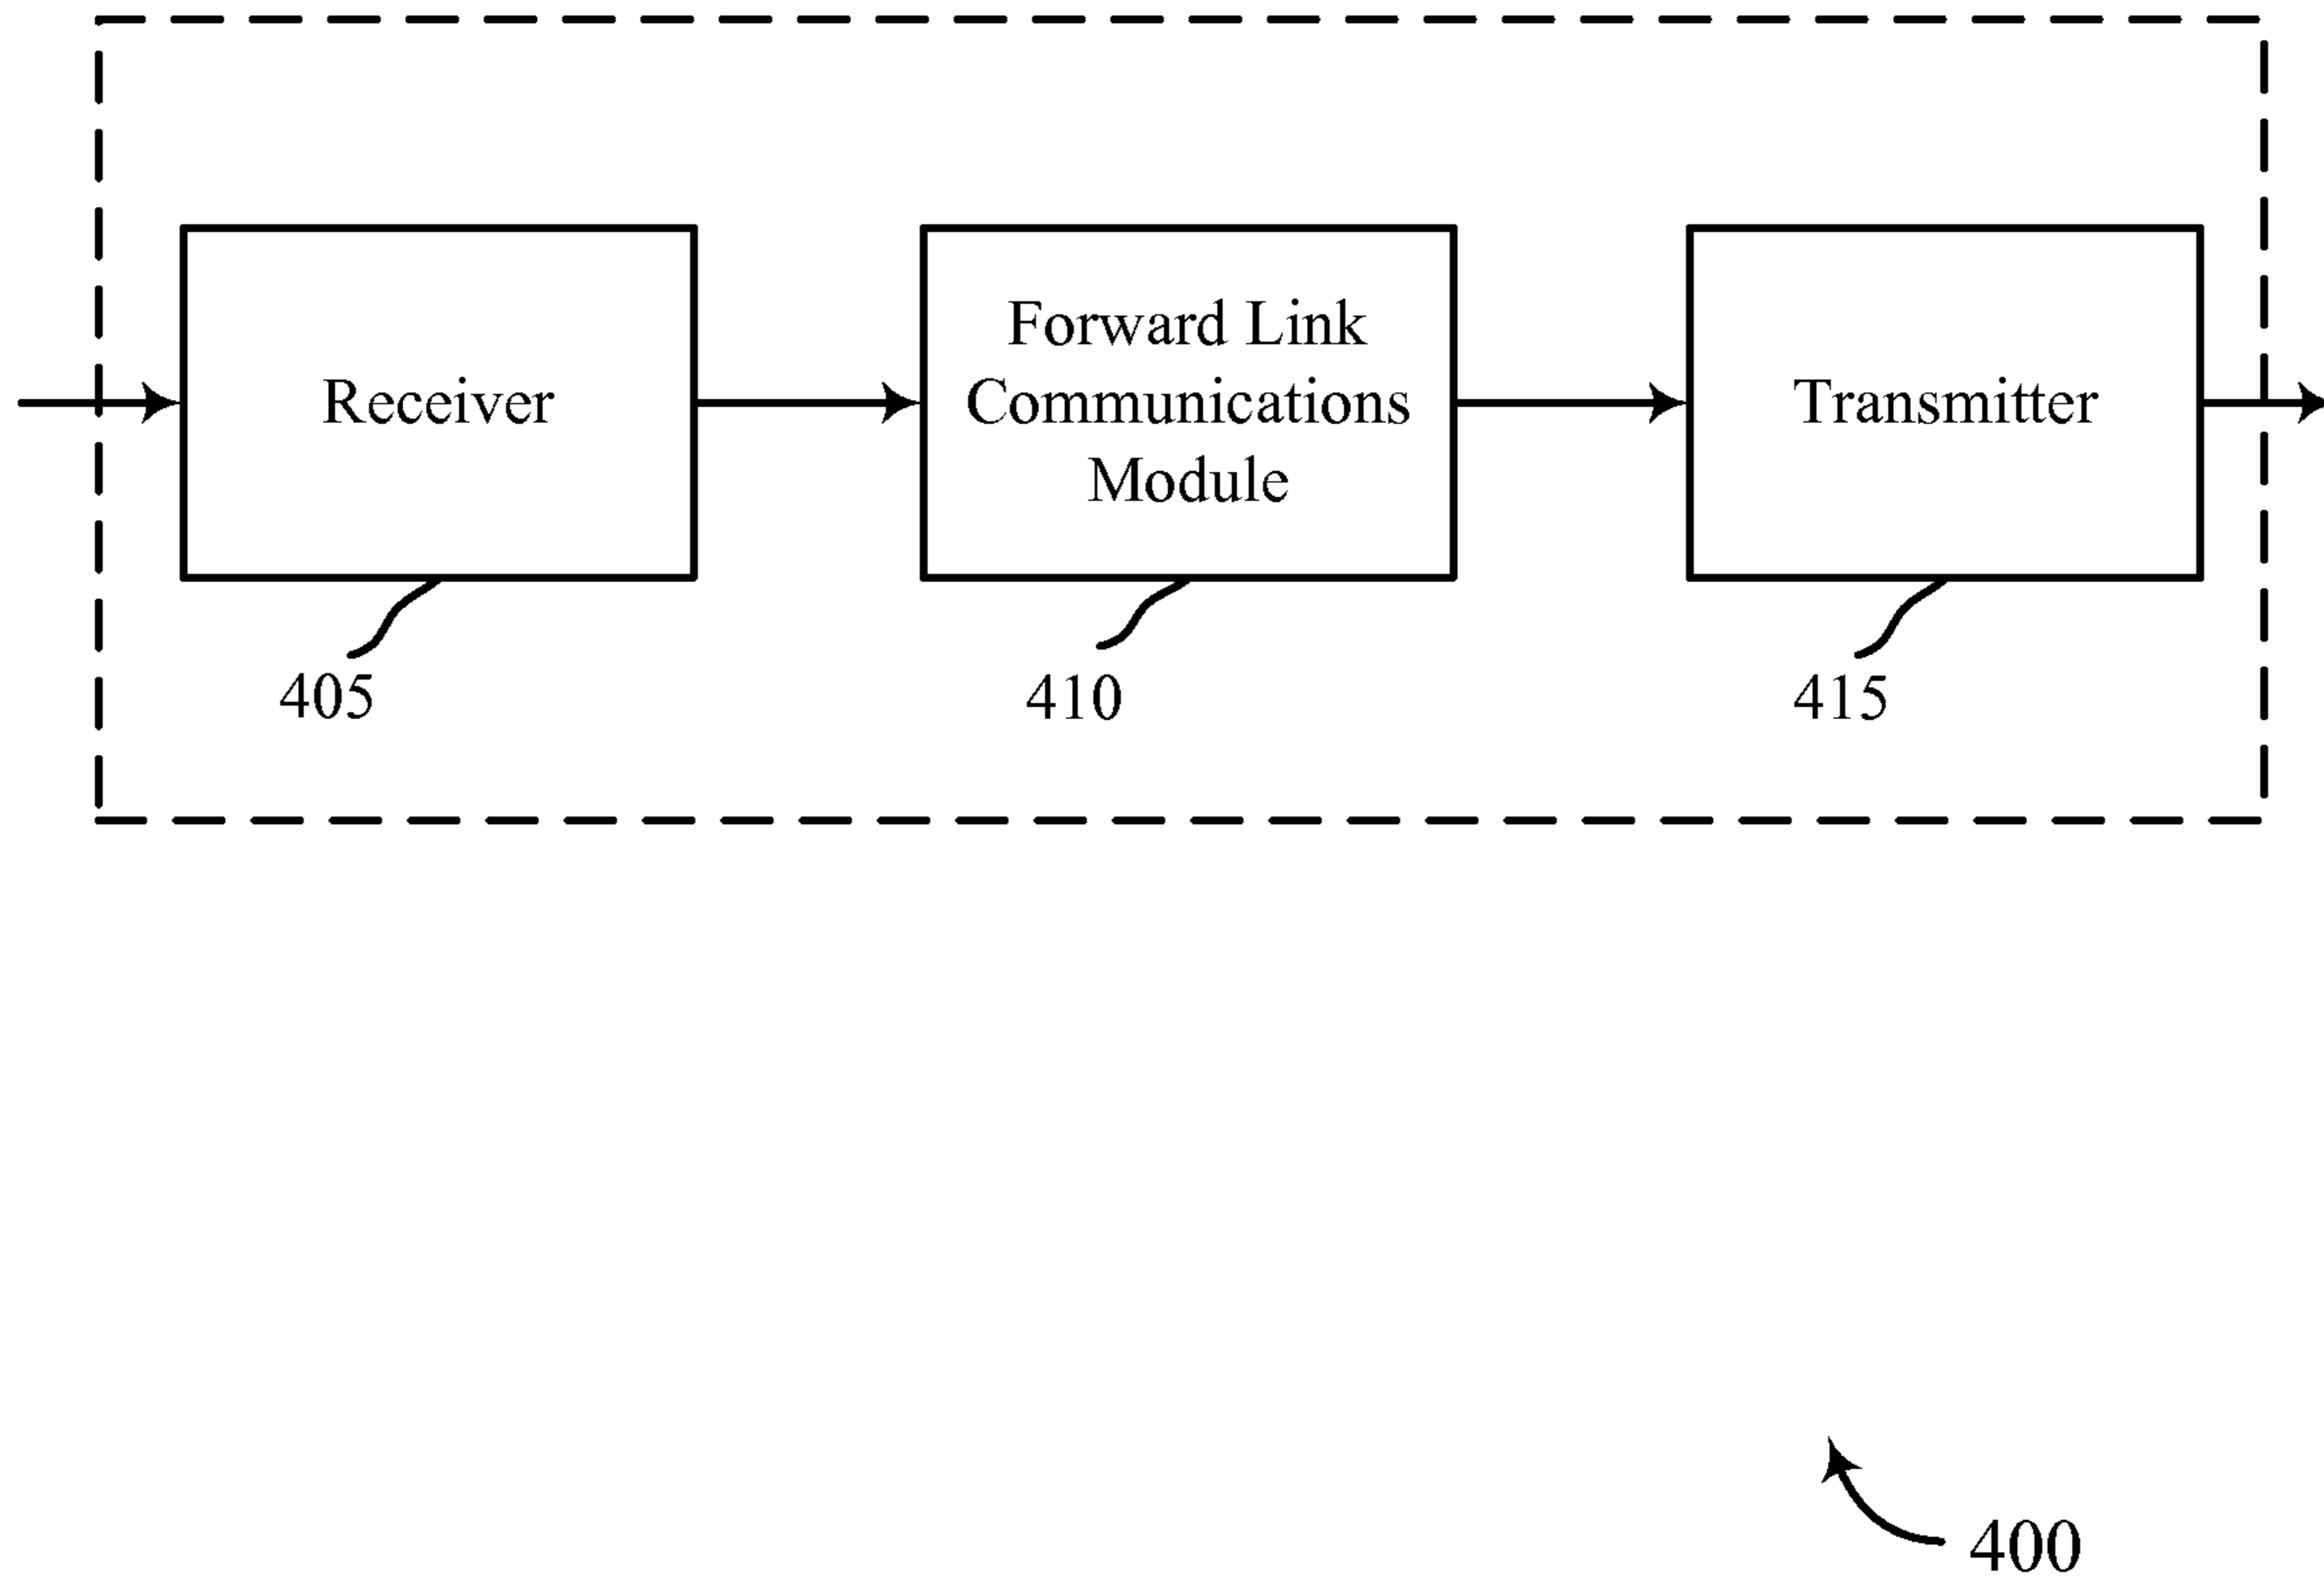 Receiver
Forward Link
Communications
Module
Transmitter
405
410
415
400